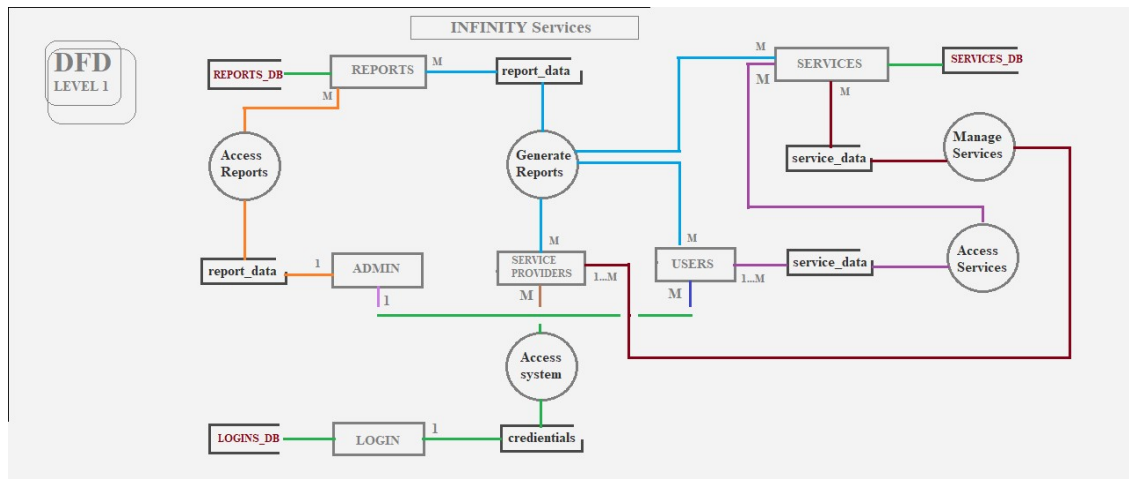 INFINITY Services
DFD
LEVEL 1
REPORTS_DB
REPORTS
M
report_data
M
SERVICES
SERVICES_DB
M
M
M
Access
Reports
Generate
Reports
service_data
Manage
Services
report_data
1
ADMIN
1
M
SERVICE
PROVIDERS
1...M
M
M
USERS
1...M
M
service_data
Access
Services
Access
system
LOGINS_DB
LOGIN
1
credientials